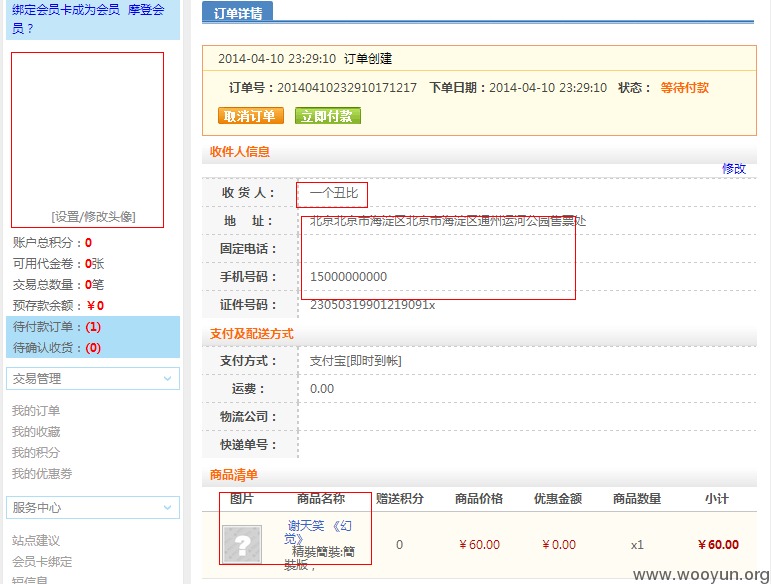 绑定会员卡成为会员 摩登会
员？
[设置/修改头像]
账户总积分：0
可用代金卷：0张
交易总数量：0笔
预存款余额：￥0
待付款订单：(1)
待确认收货：(0)
交易管理
我的订单
我的收藏
我的积分
我的优惠劵
服务中心
站点建议
会员卡绑定
短信息
订单详情
2014-04-10 23:29:10 订单创建
订单号：20140410232910171217 下单日期：2014-04-10 23:29:10 状态： 等待付款
取消订单 立即付款
收件人信息
修改
收 货 人： 一个丑比
地 址： 北京北京市海淀区北京市海淀区通州运河公园售票处
固定电话：
手机号码： 15000000000
证件号码： 23050319901219091x
支付及配送方式
支付方式： 支付宝[即时到帐]
运费： 0.00
物流公司：
快递单号：
商品清单
图片 商品名称 赠送积分 商品价格 优惠金额 商品数量 小计
谢天笑 《幻
觉》 0 ￥60.00 ￥0.00 x1 ￥60.00
精裝簡裝:簡
裝版，
www.wooyun.org